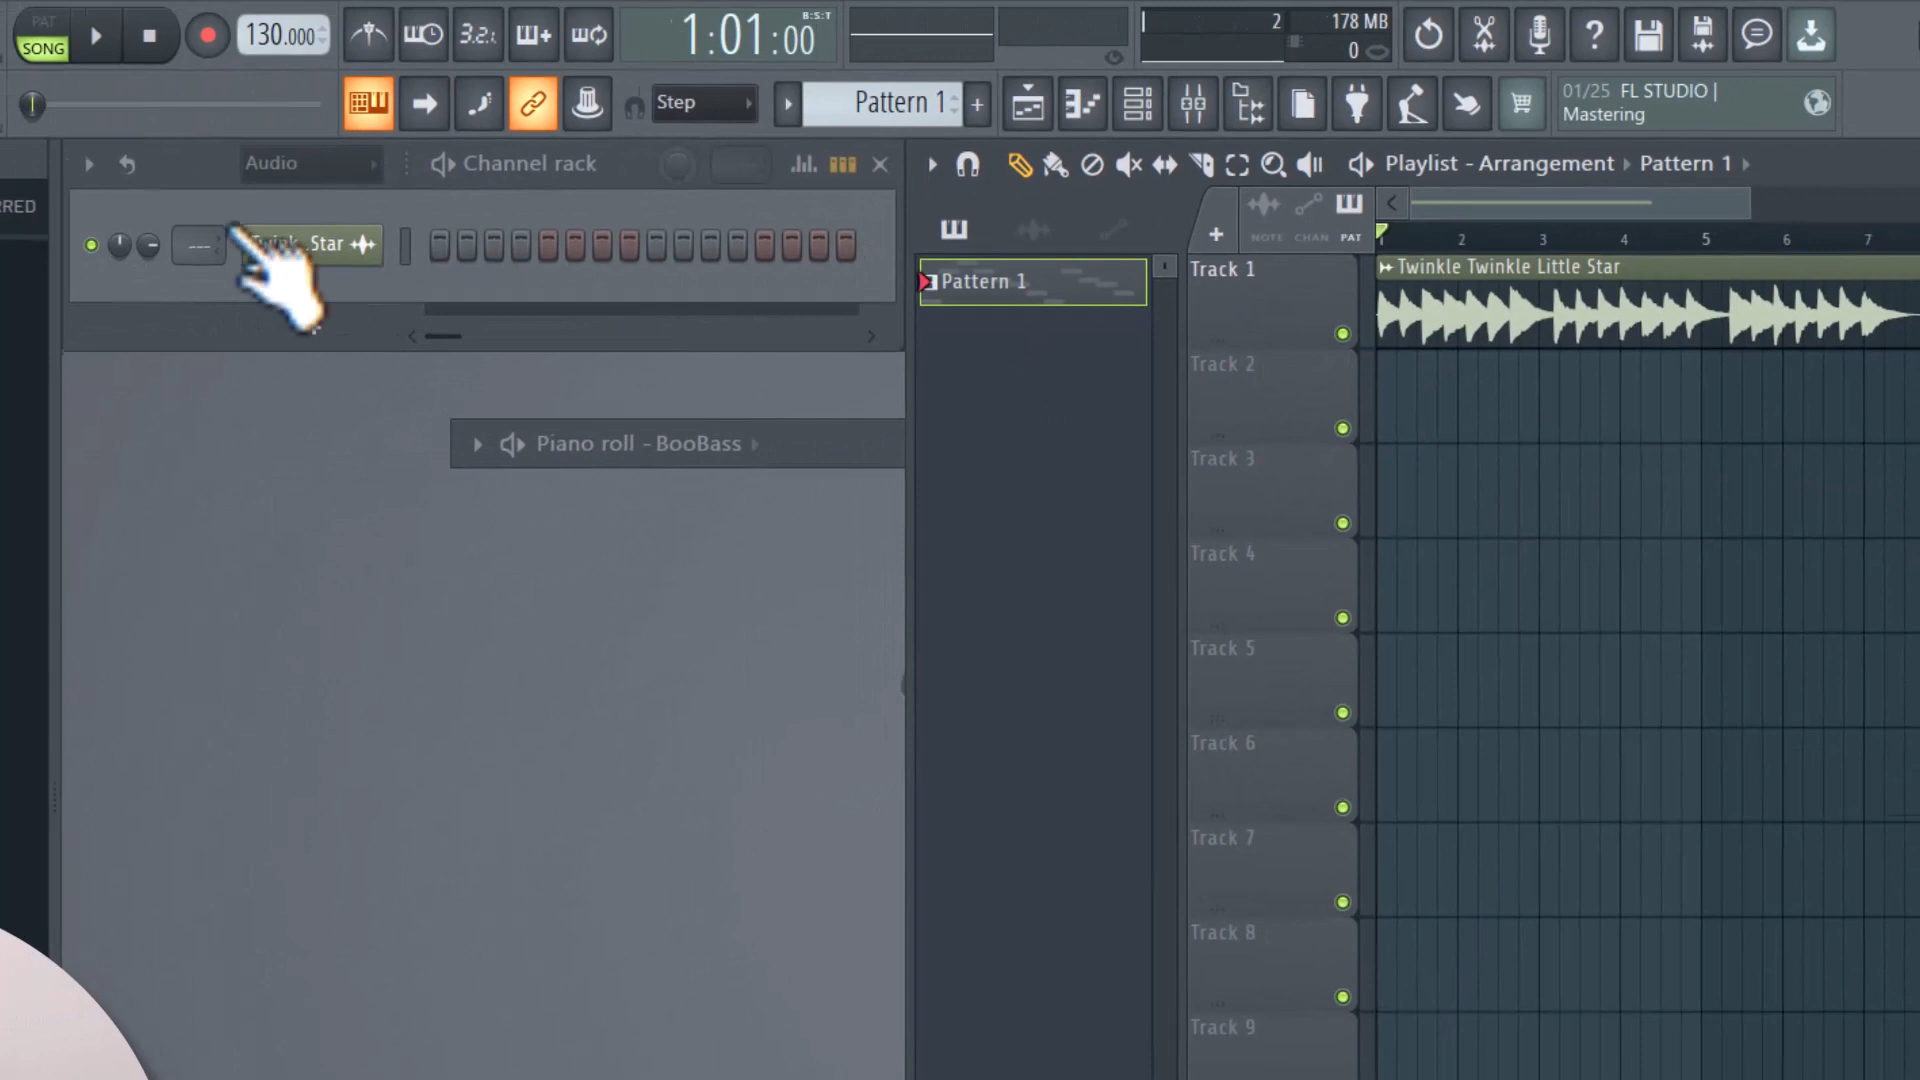 PAT
SONG
130.000
3.2.
1:01:00
B:S:T
2
178 MB
0
Step
Pattern 1
01/25 FL STUDIO |
Mastering
Audio
Channel rack
Playlist - Arrangement
Pattern 1
RRED
--- 
Star
NOTE CHAN PAT
2 3 4 5 6 7
Pattern 1
Track 1
Twinkle Twinkle Little Star
Track 2
Piano roll - BooBass
Track 3
Track 4
Track 5
Track 6
Track 7
Track 8
Track 9